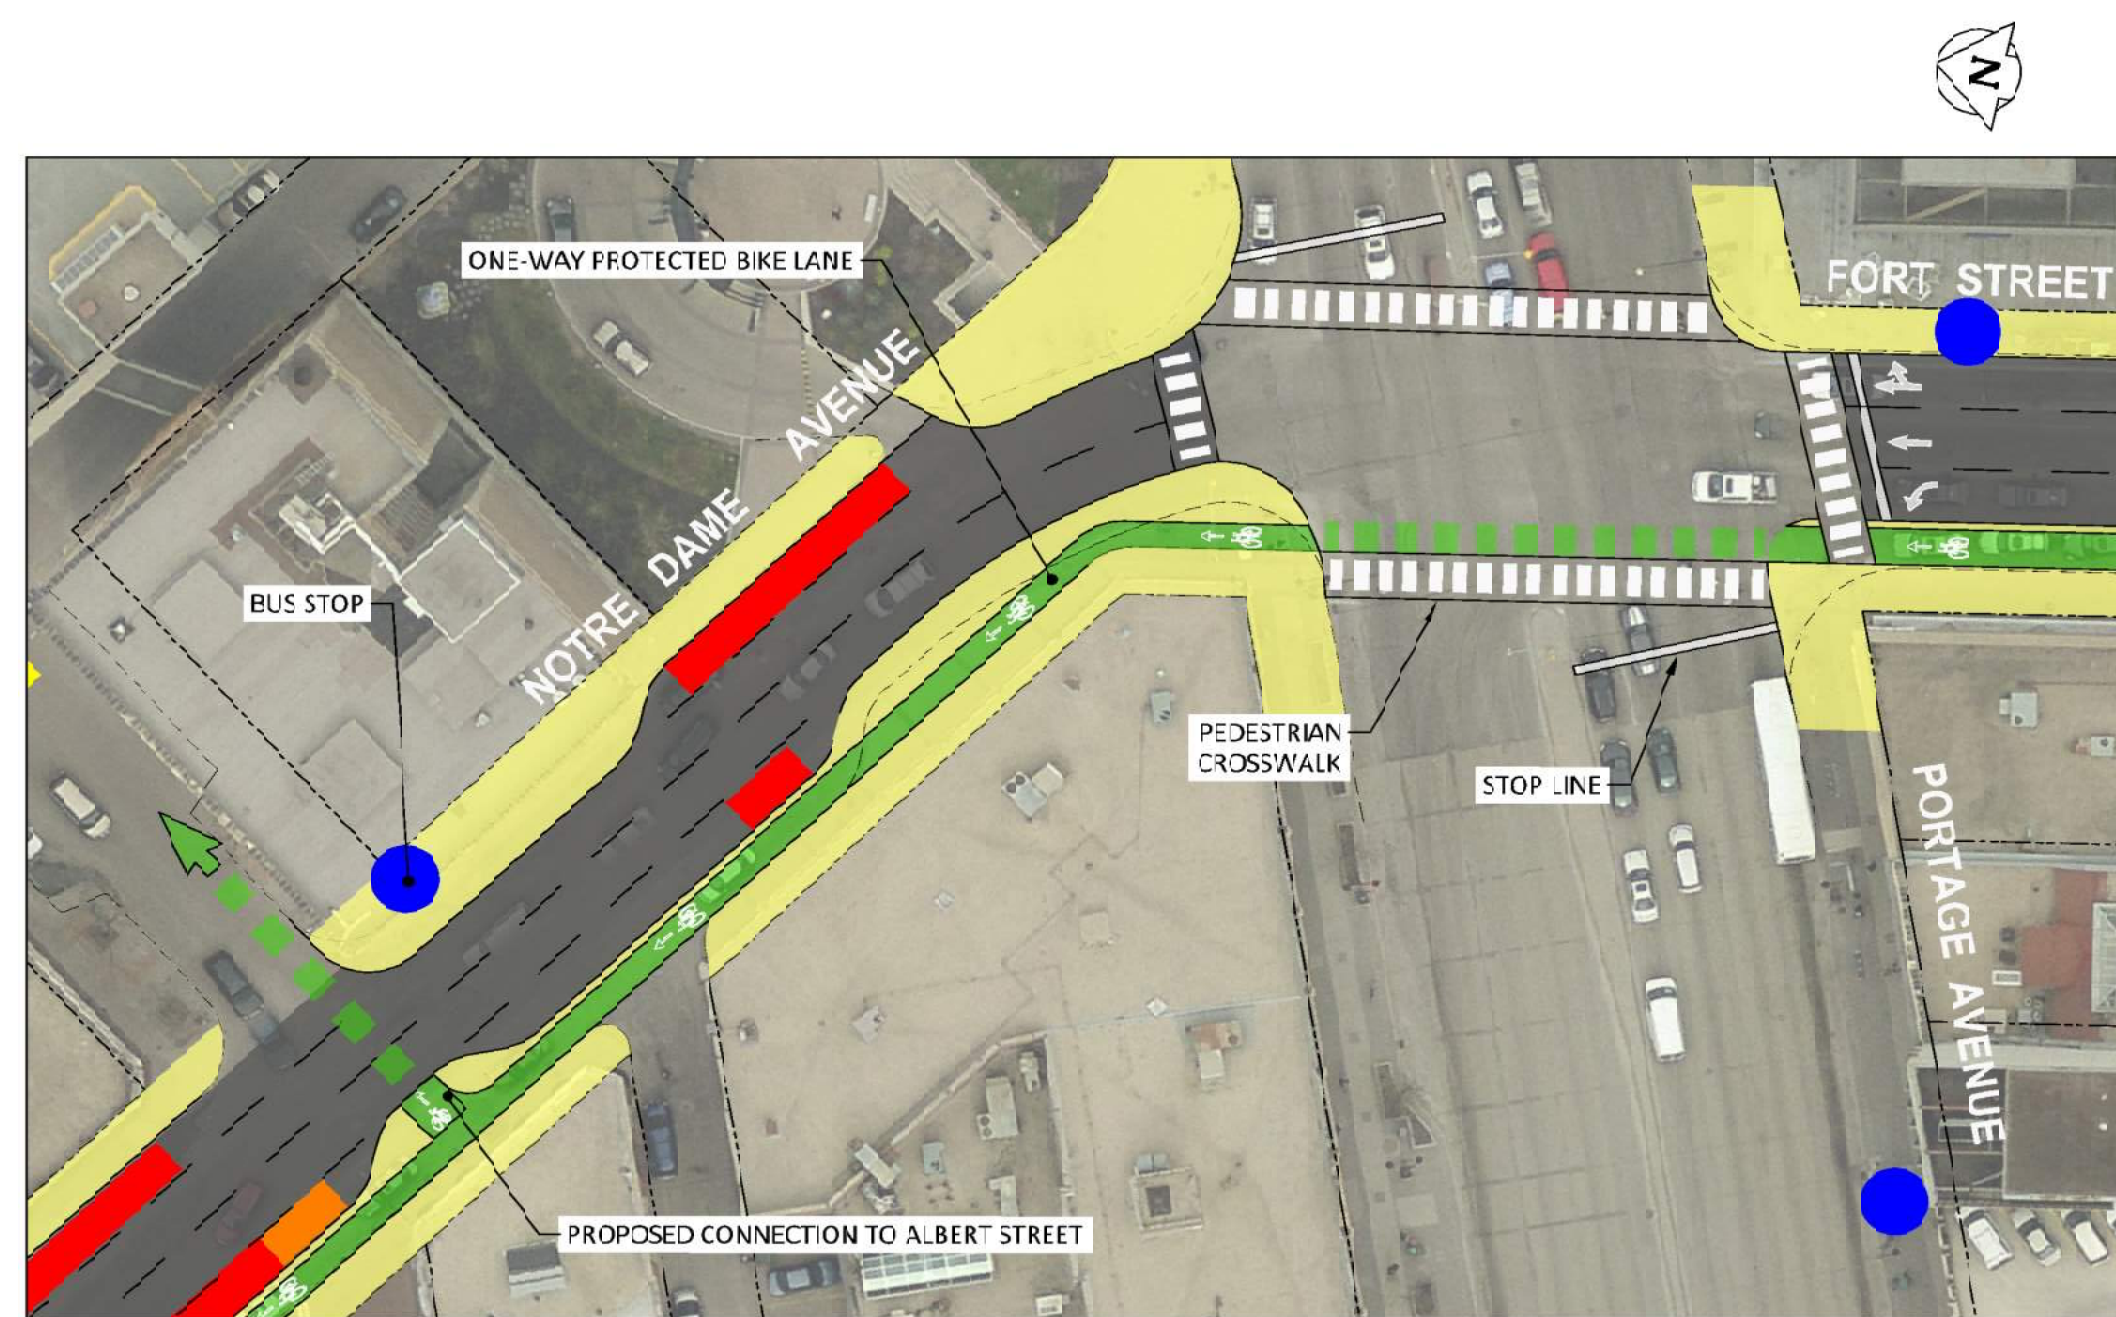 N
ONE-WAY PROTECTED BIKE LANE
FORT STREET
NOTRE DAME AVENUE
BUS STOP
PEDESTRIAN
CROSSWALK
STOP LINE
PORTAGE AVENUE
PROPOSED CONNECTION TO ALBERT STREET